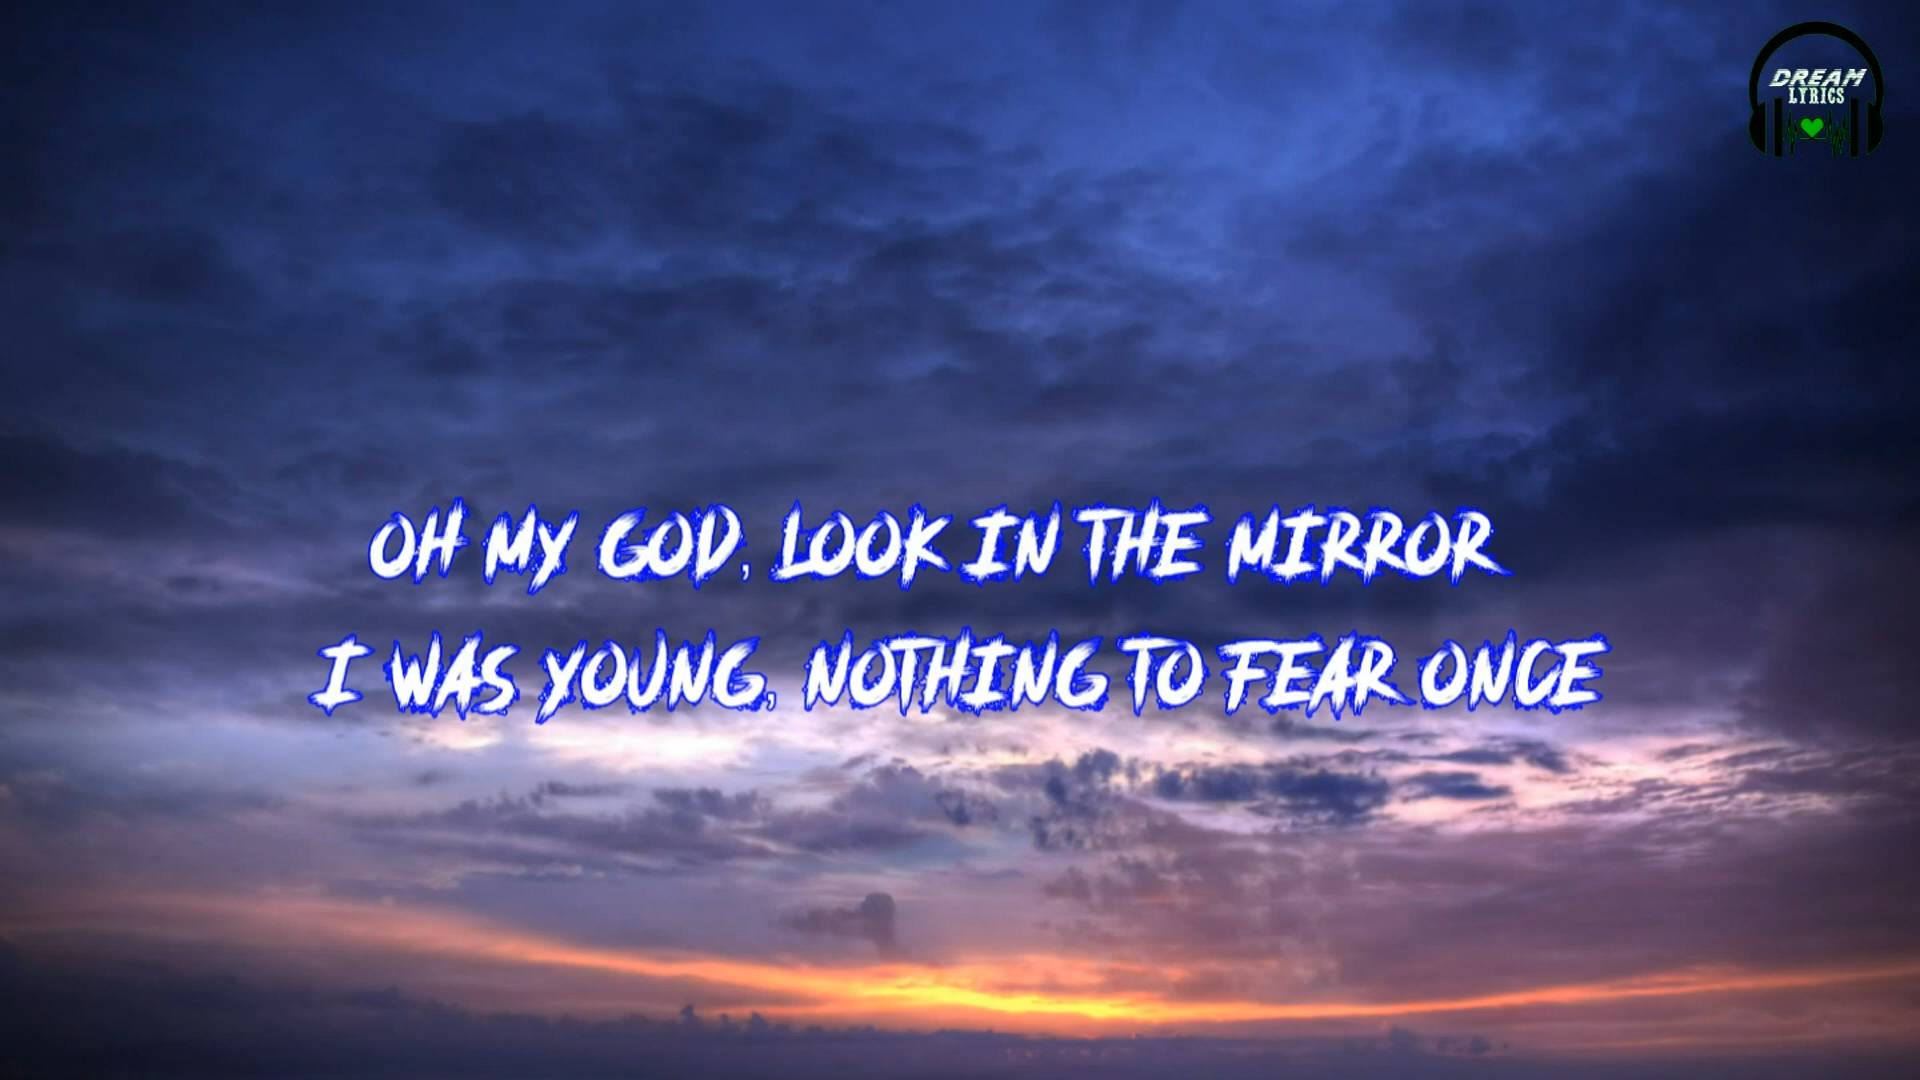 DREAM
LYRICS
OH MY GOD, LOOK IN THE MIRROR
I WAS YOUNG, NOTHING TO FEAR ONCE